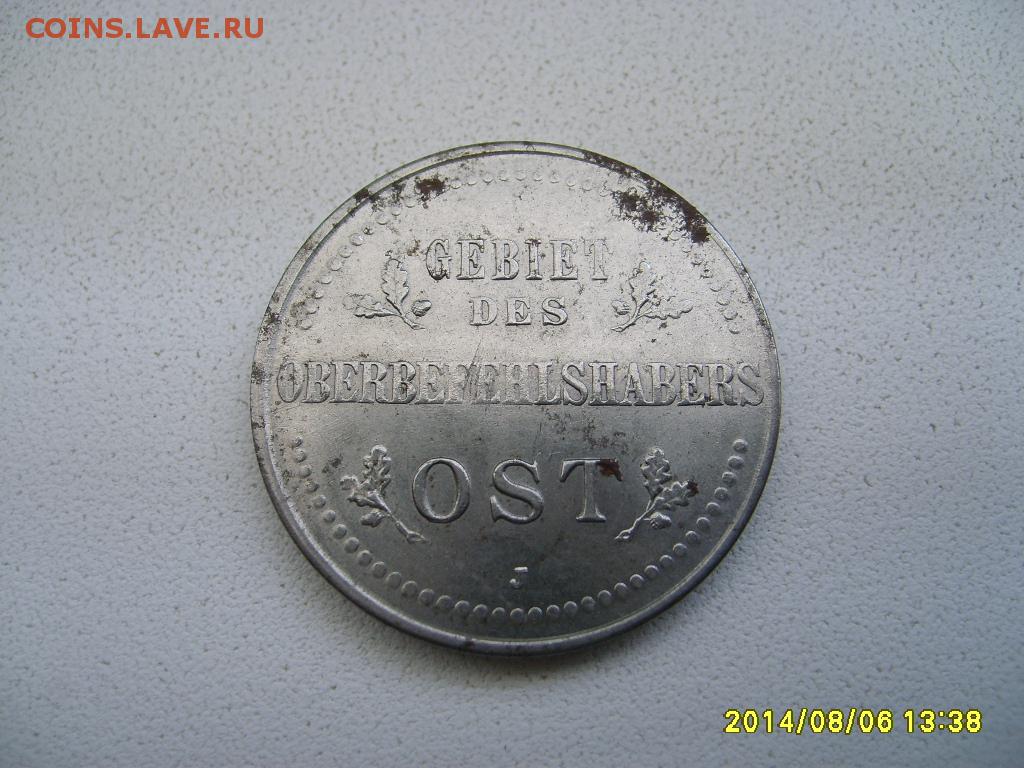 COINS.LAVE.RU
GEBIET
DES
OBERBEFEHLSHABERS
OST
J
2014/08/06 13:38